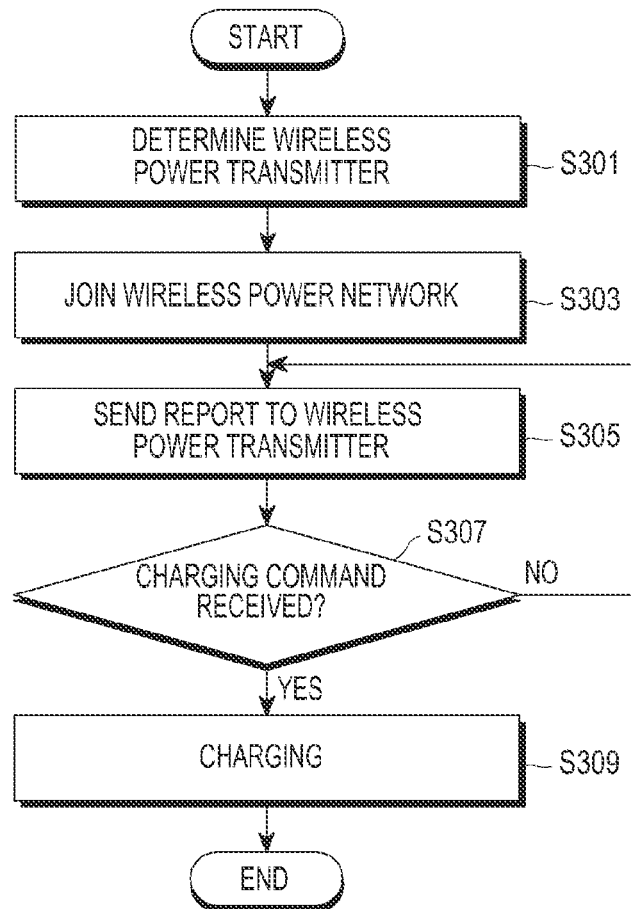 START
DETERMINE WIRELESS
POWER TRANSMITTER
S301
JOIN WIRELESS POWER NETWORK
S303
SEND REPORT TO WIRELESS
POWER TRANSMITTER
S305
S307
CHARGING COMMAND
RECEIVED?
NO
YES
CHARGING
S309
END